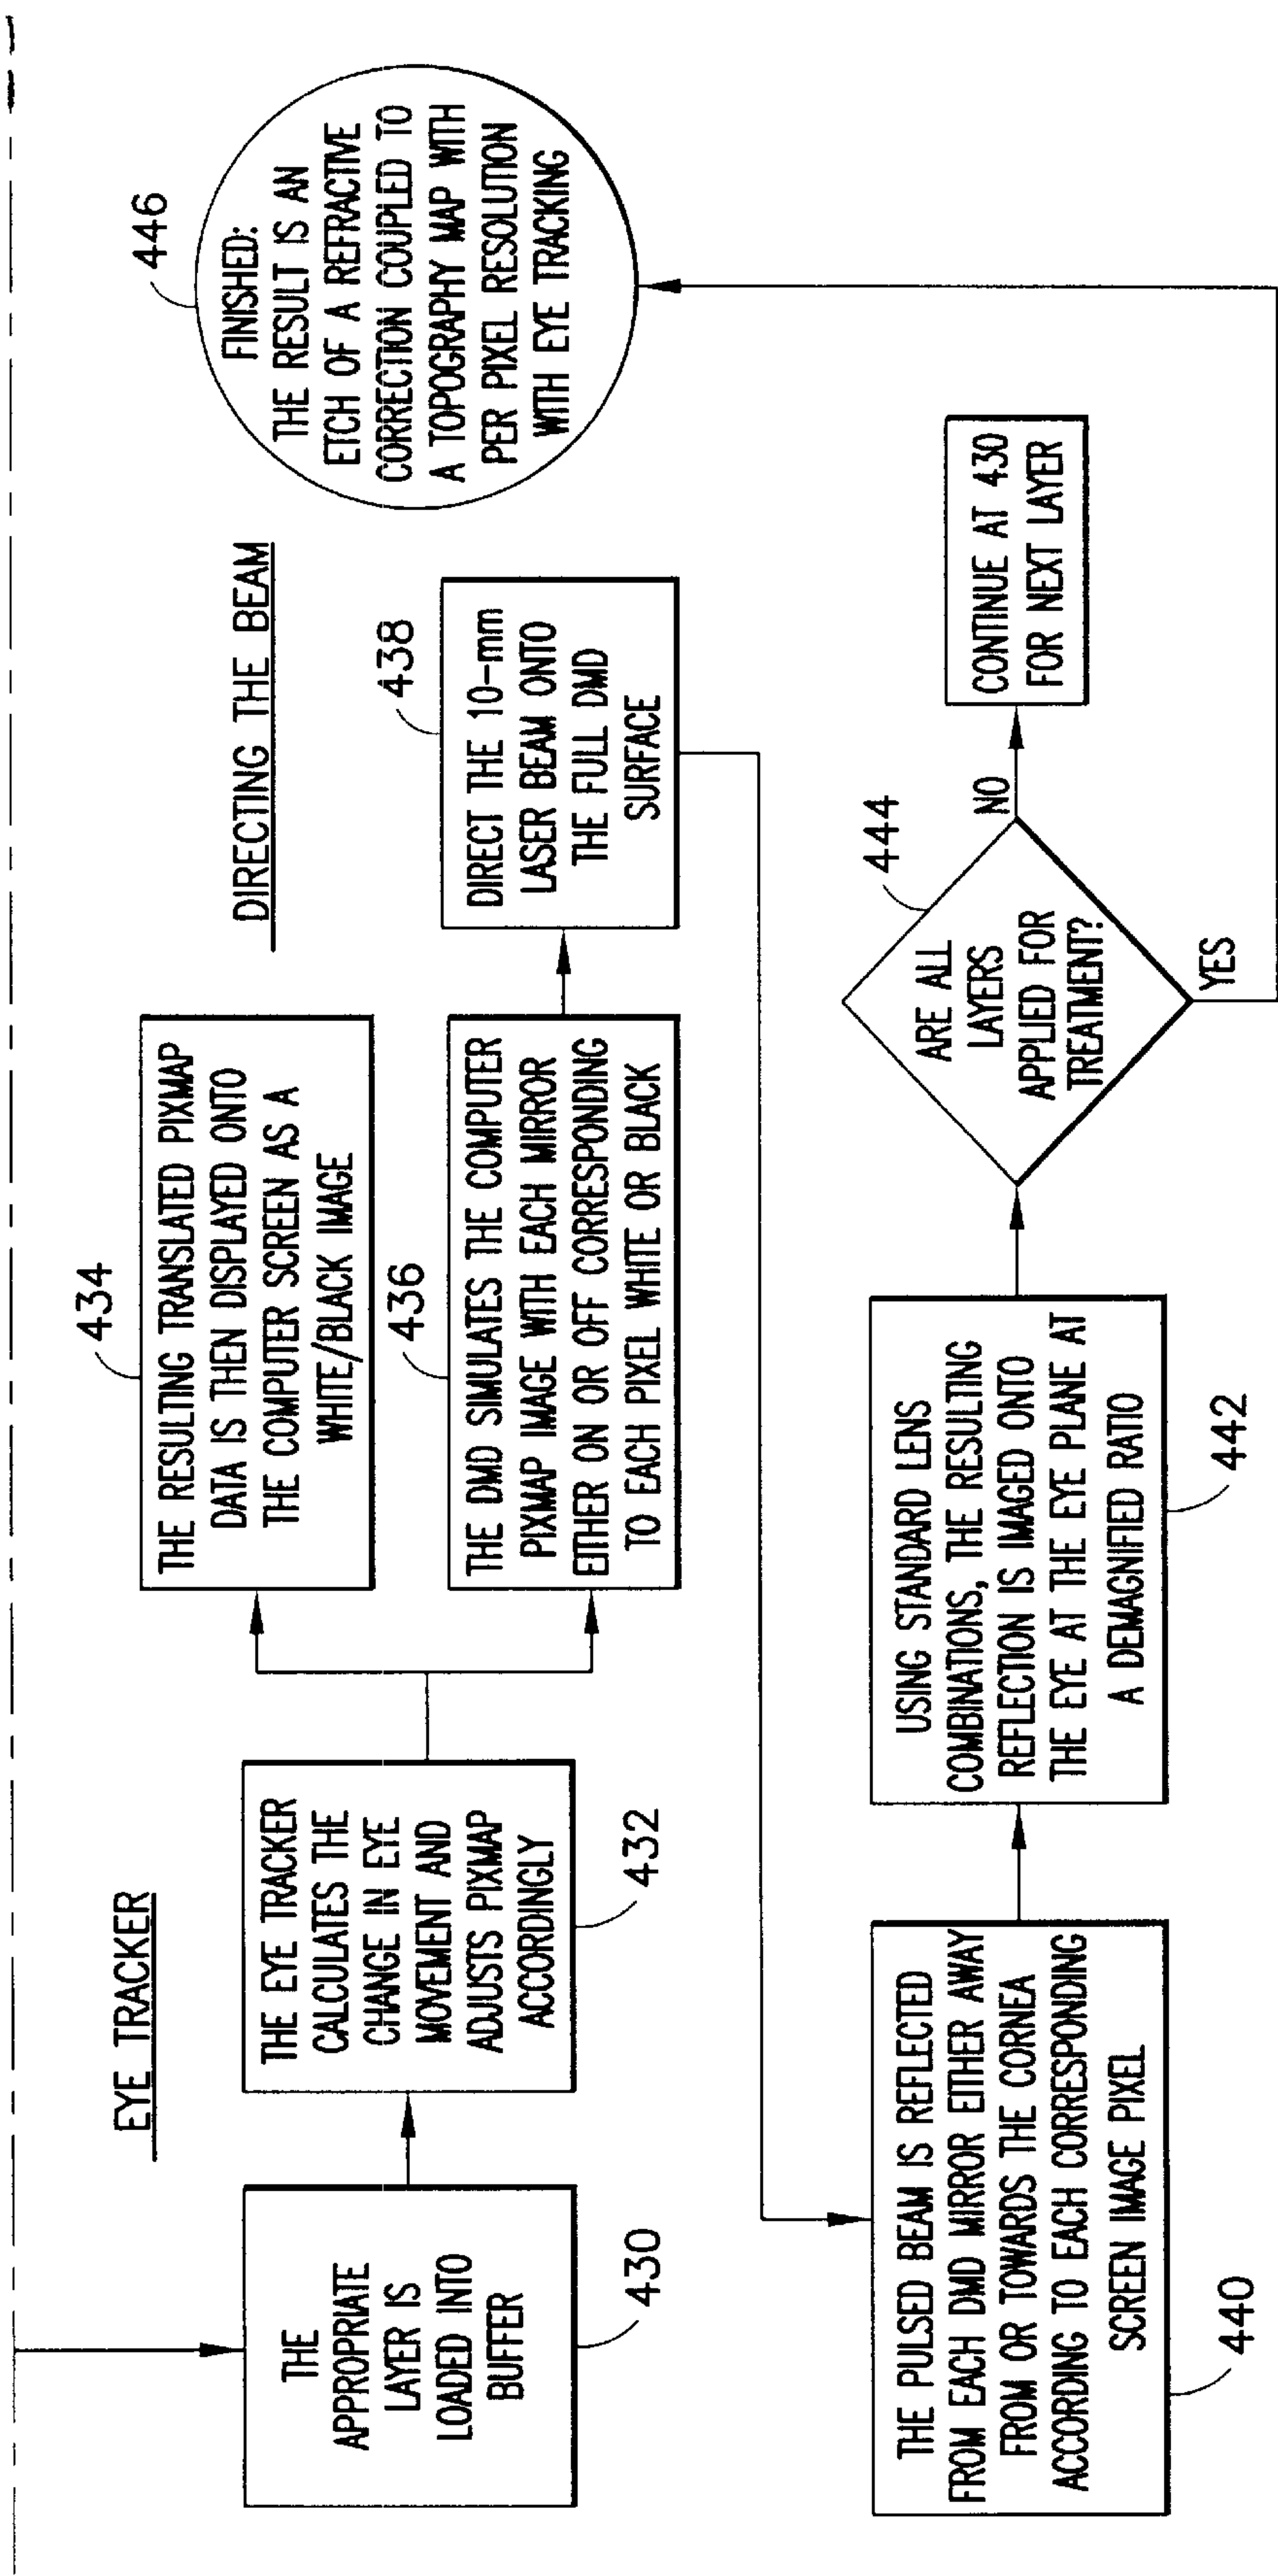 EYE TRACKER
THE
APPROPRIATE
LAYER IS
LOADED INTO
BUFFER
430
THE EYE TRACKER
CALCULATES THE
CHANGE IN EYE
MOVEMENT AND
ADJUSTS PIXMAP
ACCORDINGLY
432
434
THE RESULTING TRANSLATED PIXMAP
DATA IS THEN DISPLAYED ONTO
THE COMPUTER SCREEN AS A
WHITE/BLACK IMAGE
436
THE DMD SIMULATES THE COMPUTER
PIXMAP IMAGE WITH EACH MIRROR
EITHER ON OR OFF CORRESPONDING
TO EACH PIXEL WHITE OR BLACK
DIRECTING THE BEAM
438
DIRECT THE 10-mm
LASER BEAM ONTO
THE FULL DMD
SURFACE
THE PULSED BEAM IS REFLECTED
FROM EACH DMD MIRROR EITHER AWAY
FROM OR TOWARDS THE CORNEA
ACCORDING TO EACH CORRESPONDING
SCREEN IMAGE PIXEL
440
USING STANDARD LENS
COMBINATIONS, THE RESULTING
REFLECTION IS IMAGED ONTO
THE EYE AT THE EYE PLANE AT
A DEMAGNIFIED RATIO
442
444
ARE ALL
LAYERS
APPLIED FOR
TREATMENT?
NO
YES
CONTINUE AT 430
FOR NEXT LAYER
446
FINISHED:
THE RESULT IS AN
ETCH OF A REFRACTIVE
CORRECTION COUPLED TO
A TOPOGRAPHY MAP WITH
PER PIXEL RESOLUTION
WITH EYE TRACKING